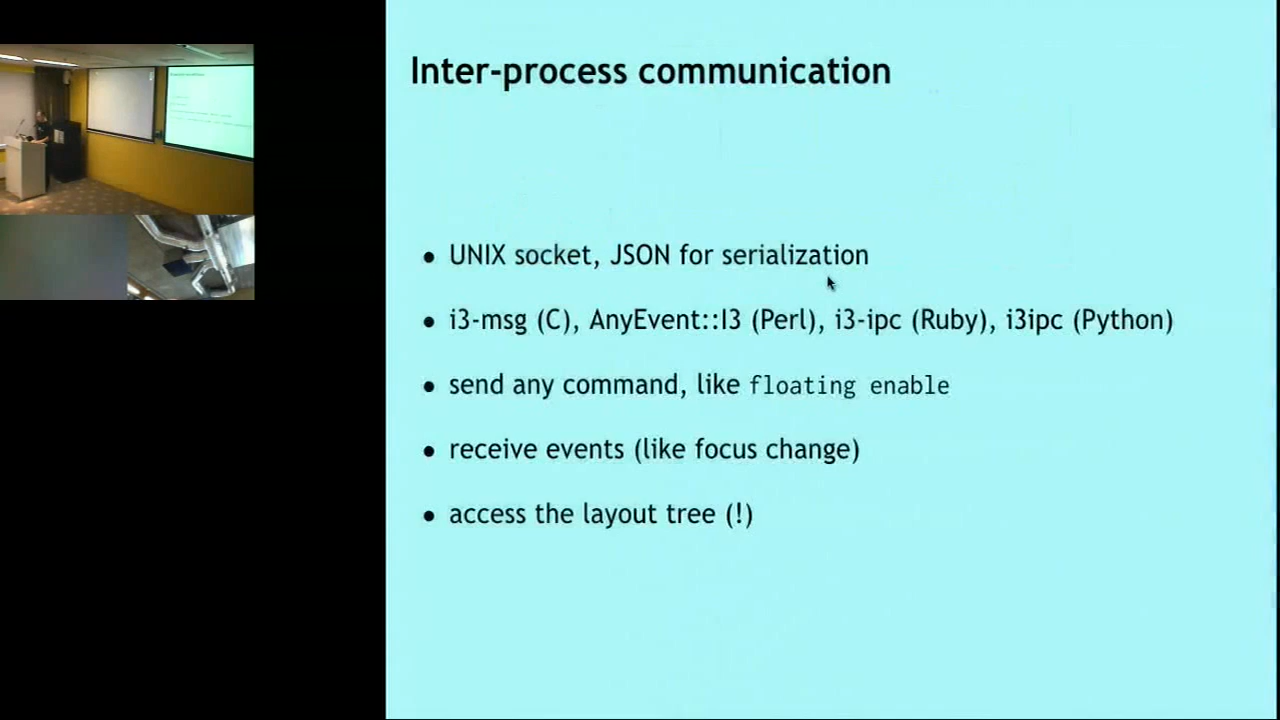 Inter-process communication
• UNIX socket, JSON for serialization
• i3-msg (C), AnyEvent::I3 (Perl), i3-ipc (Ruby), i3ipc (Python)
• send any command, like floating enable
• receive events (like focus change)
• access the layout tree (!)